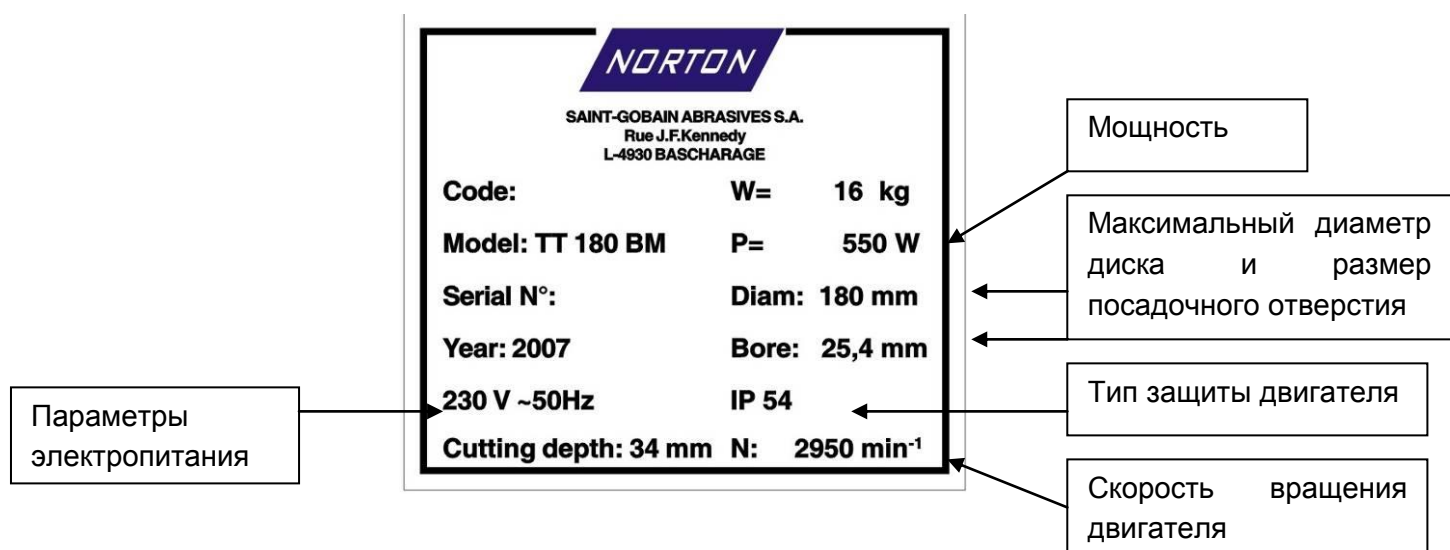 NORTON
SAINT-GOBAIN ABRASIVES S.A.
Rue J.F.Kennedy
L-4930 BASCHARAGE
Code: W= 16 kg
Model: TT 180 BM P= 550 W
Serial N°: Diam: 180 mm
Year: 2007 Bore: 25,4 mm
230 V ~50Hz IP 54
Cutting depth: 34 mm N: 2950 min⁻¹
Параметры
электропитания
Мощность
Максимальный диаметр
диска и размер
посадочного отверстия
Тип защиты двигателя
Скорость вращения
двигателя